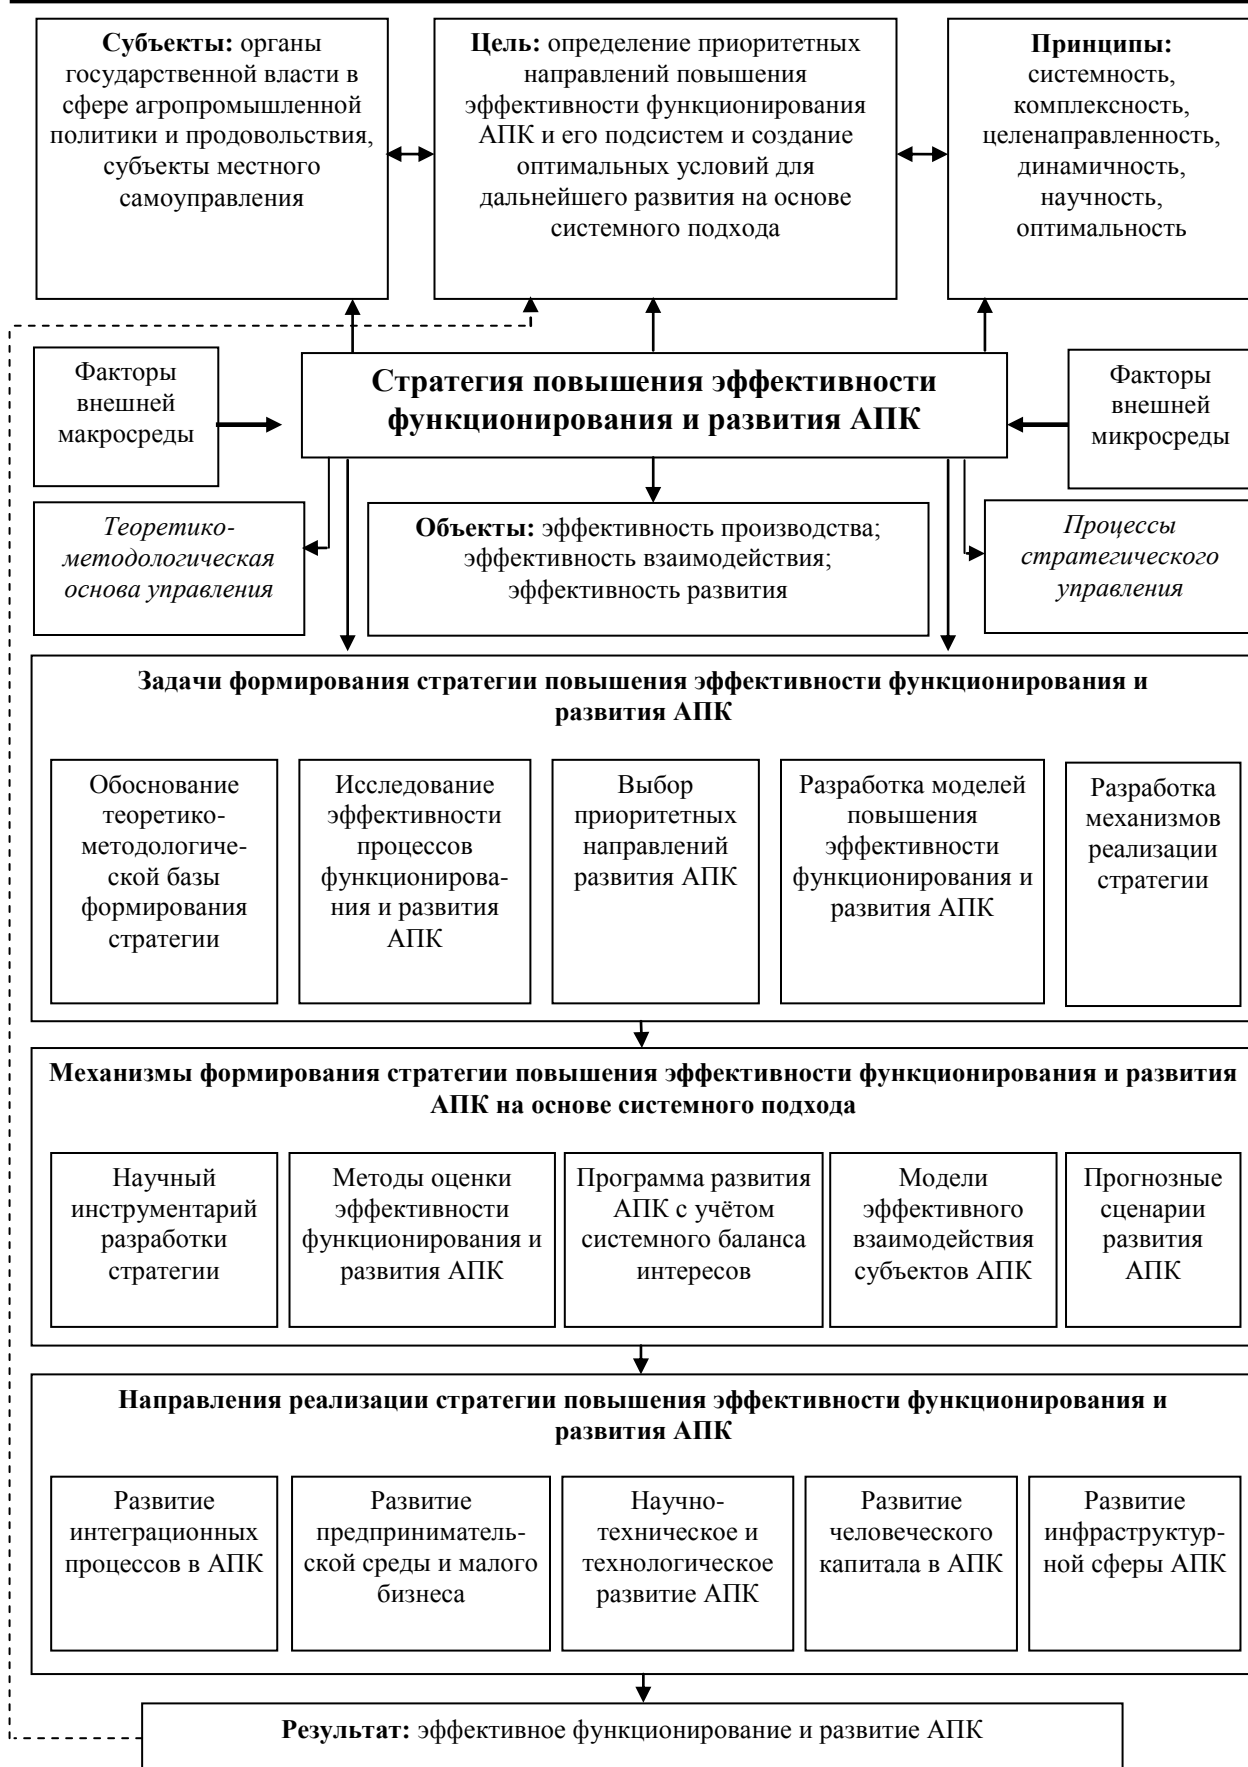 Субъекты: органы
государственной власти в
сфере агропромышленной
политики и продовольствия,
субъекты местного
самоуправления
Цель: определение приоритетных
направлений повышения
эффективности функционирования
АПК и его подсистем и создание
оптимальных условий для
дальнейшего развития на основе
системного подхода
Принципы:
системность,
комплексность,
целенаправленность,
динамичность,
научность,
оптимальность
Факторы
внешней
макросреды
Стратегия повышения эффективности
функционирования и развития АПК
Факторы
внешней
микросреды
Теоретико-
методологическая
основа управления
Объекты: эффективность производства;
эффективность взаимодействия;
эффективность развития
Процессы
стратегического
управления
Задачи формирования стратегии повышения эффективности функционирования и
развития АПК
Обоснование
теоретико-
методологиче-
ской базы
формирования
стратегии
Исследование
эффективности
процессов
функционирова-
ния и развития
АПК
Выбор
приоритетных
направлений
развития АПК
Разработка моделей
повышения
эффективности
функционирования и
развития АПК
Разработка
механизмов
реализации
стратегии
Механизмы формирования стратегии повышения эффективности функционирования и развития
АПК на основе системного подхода
Научный
инструментарий
разработки
стратегии
Методы оценки
эффективности
функционирования и
развития АПК
Программа развития
АПК с учётом
системного баланса
интересов
Модели
эффективного
взаимодействия
субъектов АПК
Прогнозные
сценарии
развития
АПК
Направления реализации стратегии повышения эффективности функционирования и
развития АПК
Развитие
интеграционных
процессов в АПК
Развитие
предприниматель-
ской среды и малого
бизнеса
Научно-
техническое и
технологическое
развитие АПК
Развитие
человеческого
капитала в АПК
Развитие
инфраструктур-
ной сферы АПК
Результат: эффективное функционирование и развитие АПК